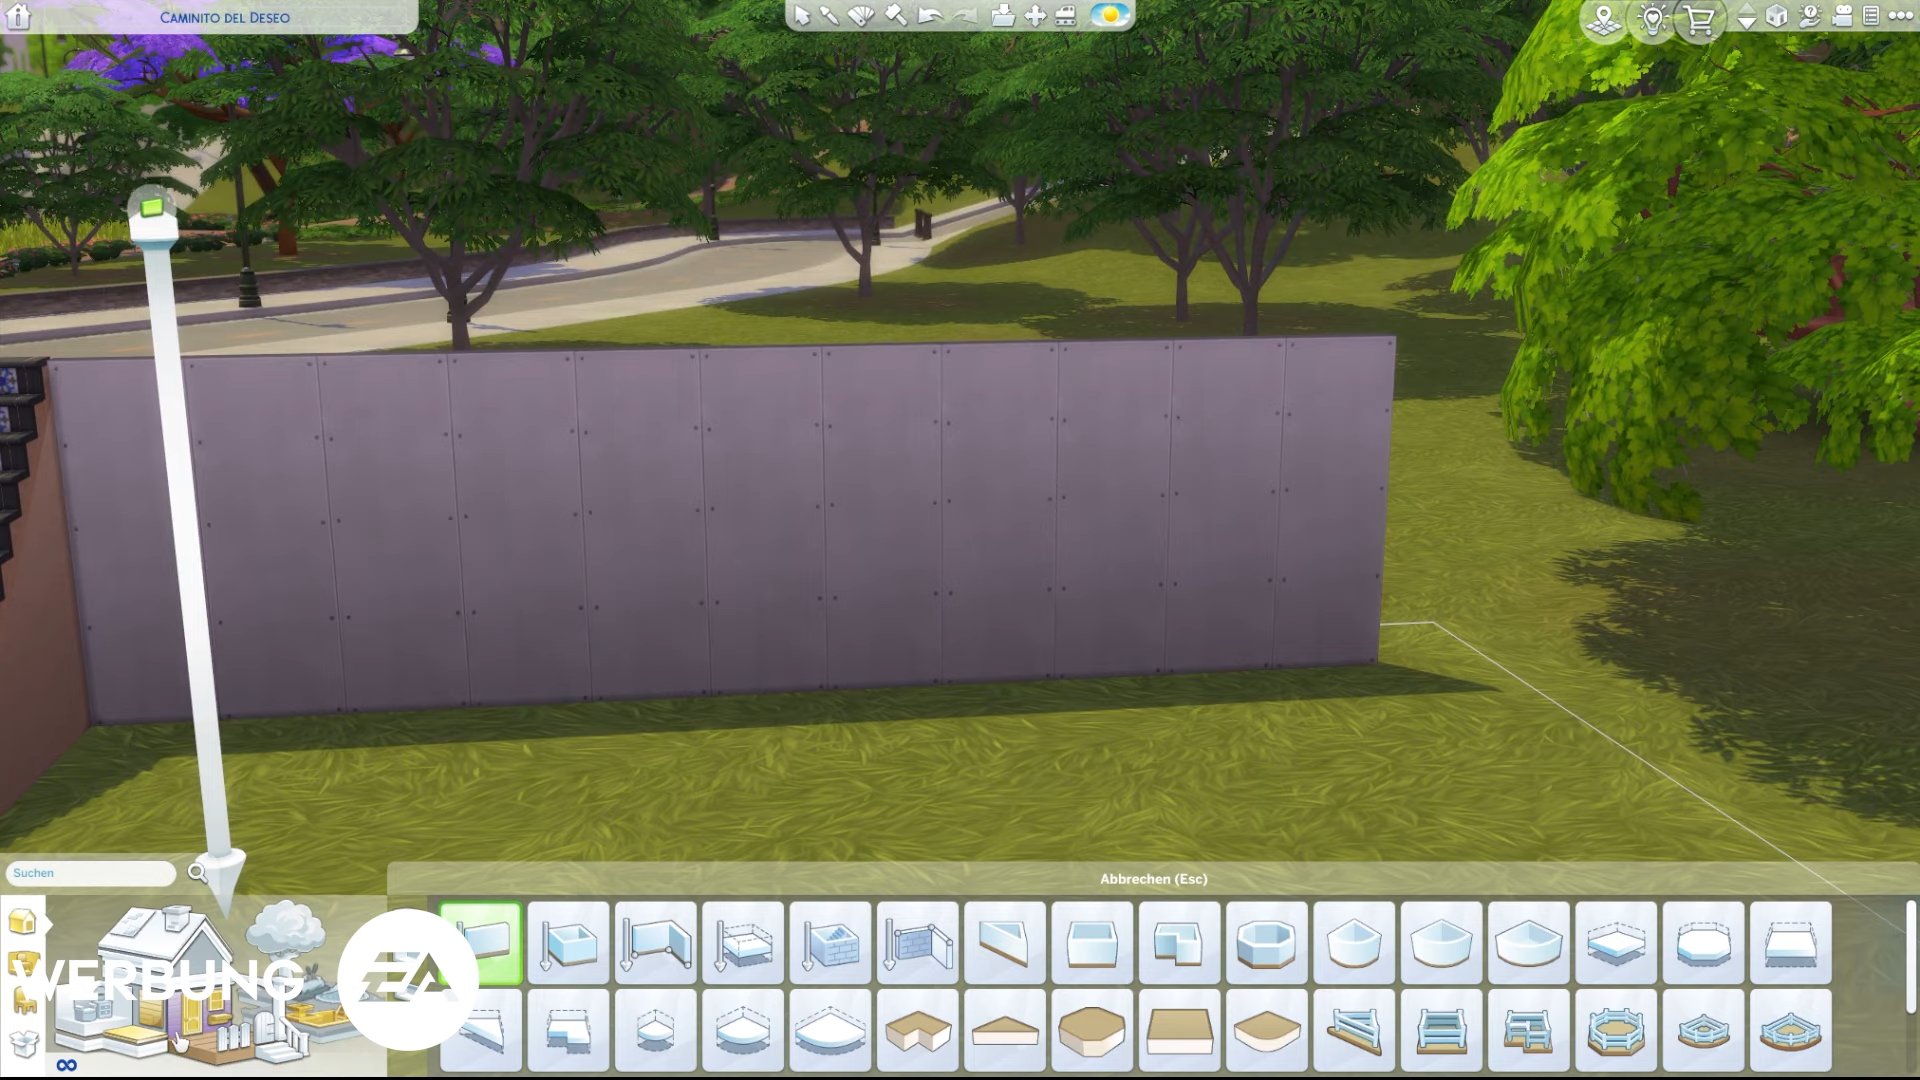 CAMINITO DEL DESEO
Suchen
Abbrechen (Esc)
WERBUNG
EA